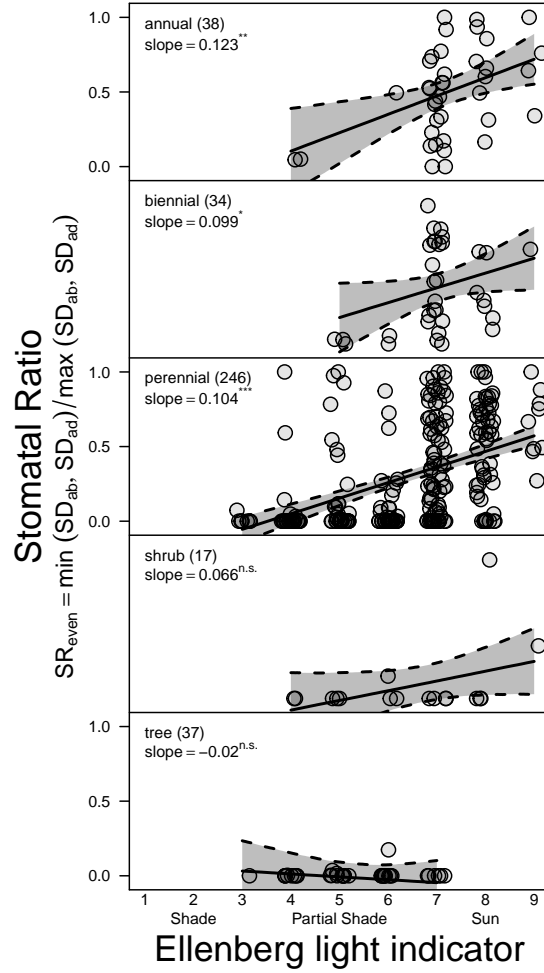 annual (38)
slope = 0.123**
1.0
0.5
0.0
biennial (34)
slope = 0.099*
perennial (246)
slope = 0.104***
1.0
0.5
0.0
shrub (17)
slope = 0.066n.s.
tree (37)
slope = −0.02n.s.
1.0
0.5
0.0
Stomatal Ratio
SReven = min (SDab, SDad) / max (SDab, SDad)
1 2 3 4 5 6 7 8 9
Shade Partial Shade Sun
Ellenberg light indicator